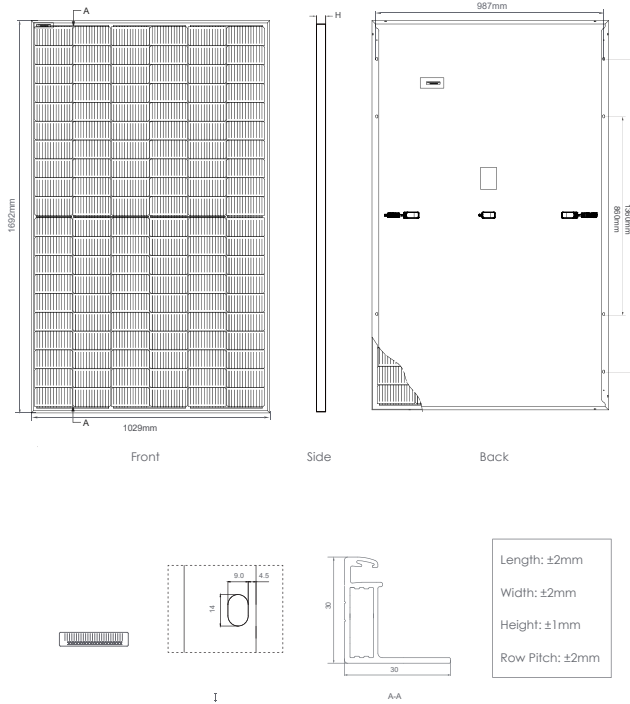 A
H
987mm
1692mm
1360mm
860mm
A
1029mm
Front
Side
Back
9.0
4.5
14
30
30
I
A-A
Length: ±2mm
Width: ±2mm
Height: ±1mm
Row Pitch: ±2mm